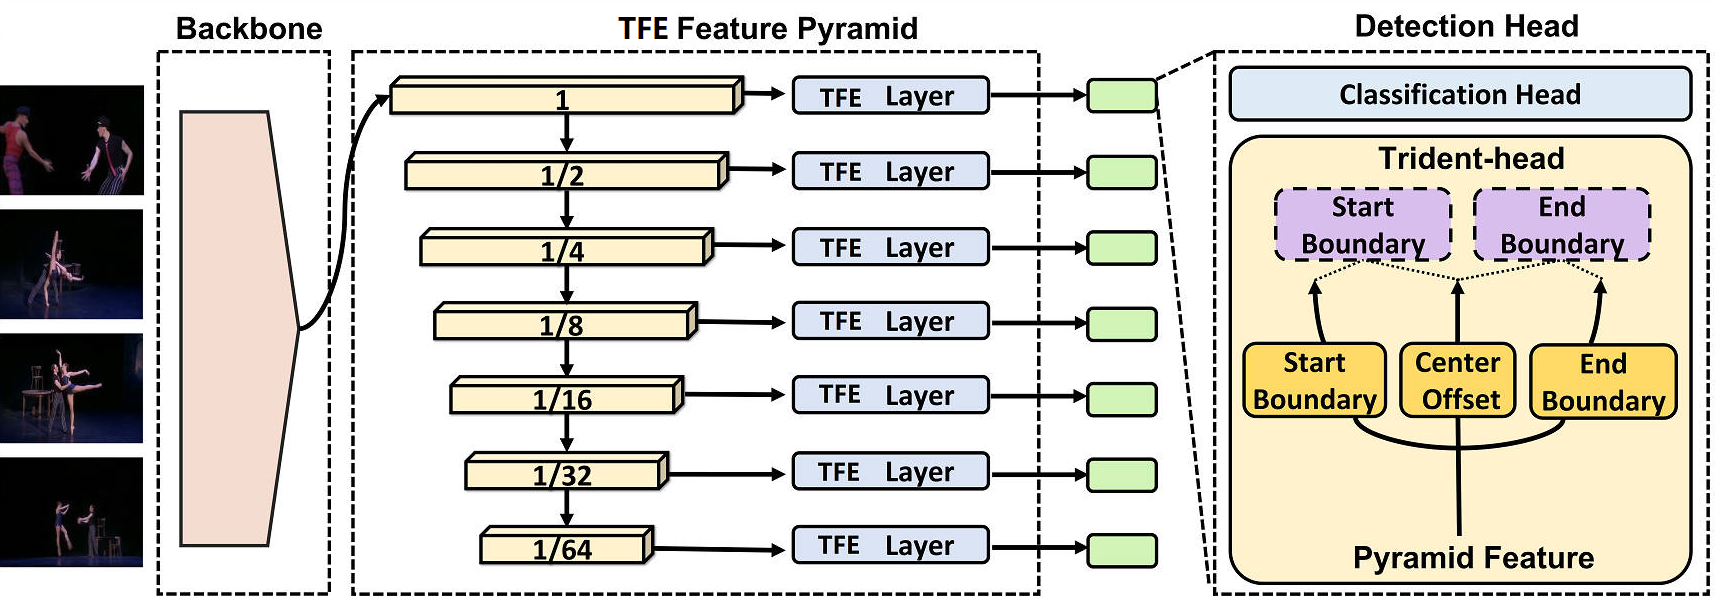 Backbone
TFE Feature Pyramid
Detection Head
1
TFE Layer
1/2
TFE Layer
1/4
TFE Layer
1/8
TFE Layer
1/16
TFE Layer
1/32
TFE Layer
1/64
TFE Layer
Classification Head
Trident-head
Start
Boundary
End
Boundary
Start
Boundary
Center
Offset
End
Boundary
Pyramid Feature